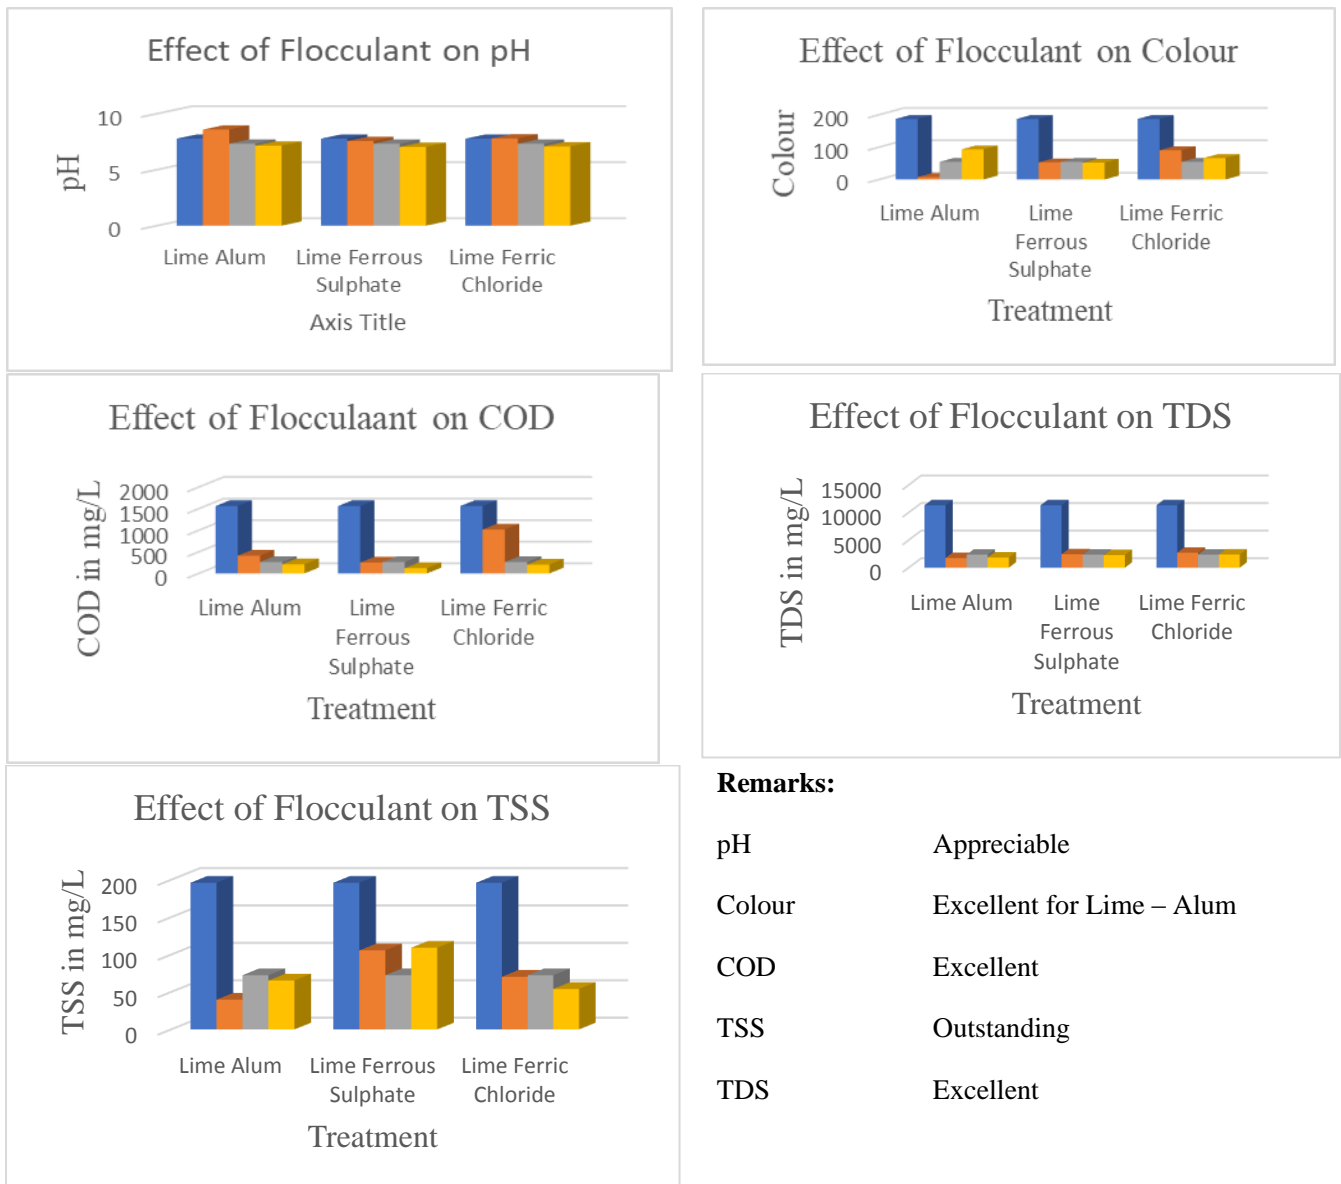 Effect of Flocculant on pH
10
5
0
pH
Lime Alum
Lime Ferrous
Sulphate
Lime Ferric
Chloride
Axis Title
Effect of Flocculant on Colour
200
100
0
Colour
Lime Alum
Lime
Ferrous
Sulphate
Lime Ferric
Chloride
Treatment
Effect of Flocculaant on COD
2000
1500
1000
500
0
COD in mg/L
Lime Alum
Lime
Ferrous
Sulphate
Lime Ferric
Chloride
Treatment
Effect of Flocculant on TDS
15000
10000
5000
0
TDS in mg/L
Lime Alum
Lime
Ferrous
Sulphate
Lime Ferric
Chloride
Treatment
Effect of Flocculant on TSS
200
150
100
50
0
TSS in mg/L
Lime Alum
Lime Ferrous
Sulphate
Lime Ferric
Chloride
Treatment
Remarks:
pH Appreciable
Colour Excellent for Lime – Alum
COD Excellent
TSS Outstanding
TDS Excellent